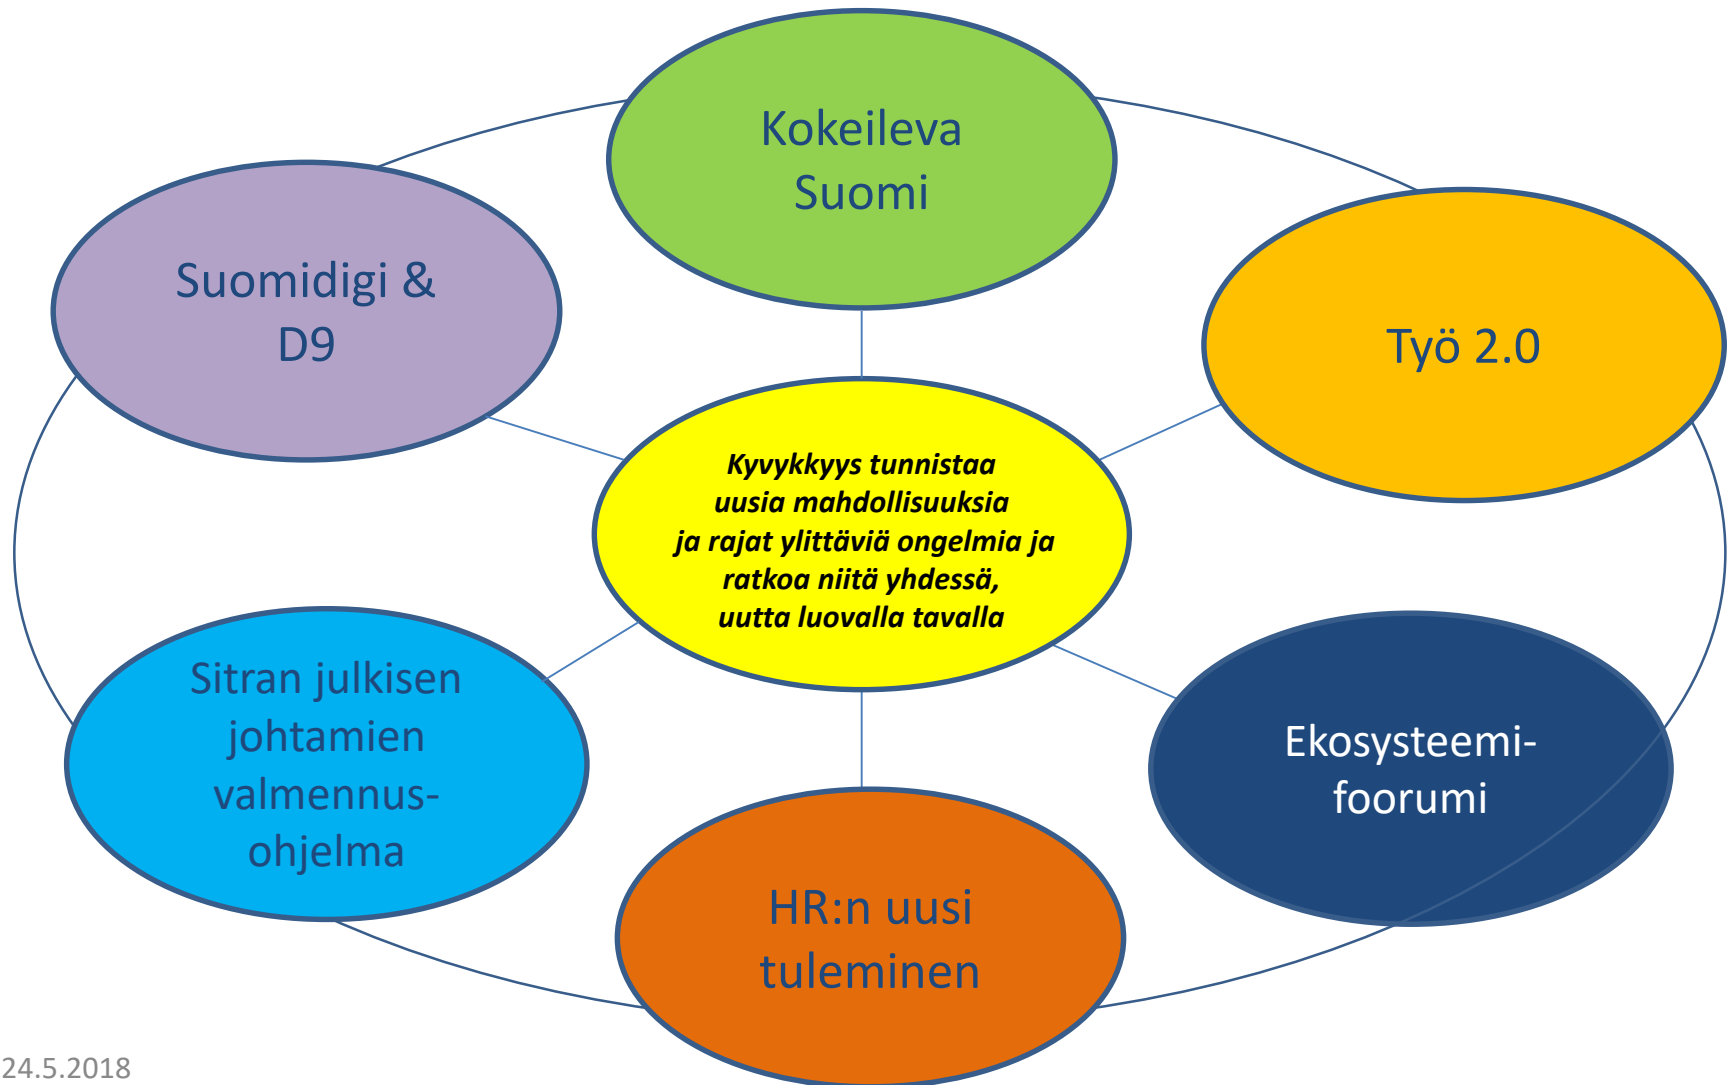 Kokeileva
Suomi
Suomidigi &
D9
Työ 2.0
Kyvykkyys tunnistaa
uusia mahdollisuuksia
ja rajat ylittäviä ongelmia ja
ratkoa niitä yhdessä,
uutta luovalla tavalla
Sitran julkisen
johtamien
valmennus-
ohjelma
Ekosysteemi-
foorumi
HR:n uusi
tuleminen
24.5.2018